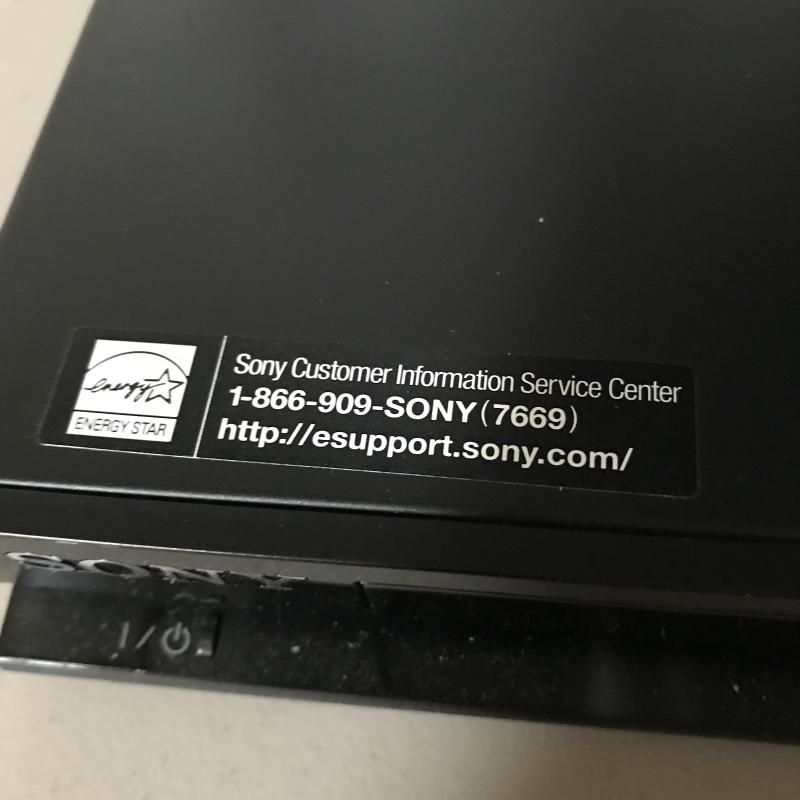 energy
ENERGY STAR
Sony Customer Information Service Center
1-866-909-SONY(7669)
http://esupport.sony.com/
SONY
I/⏻